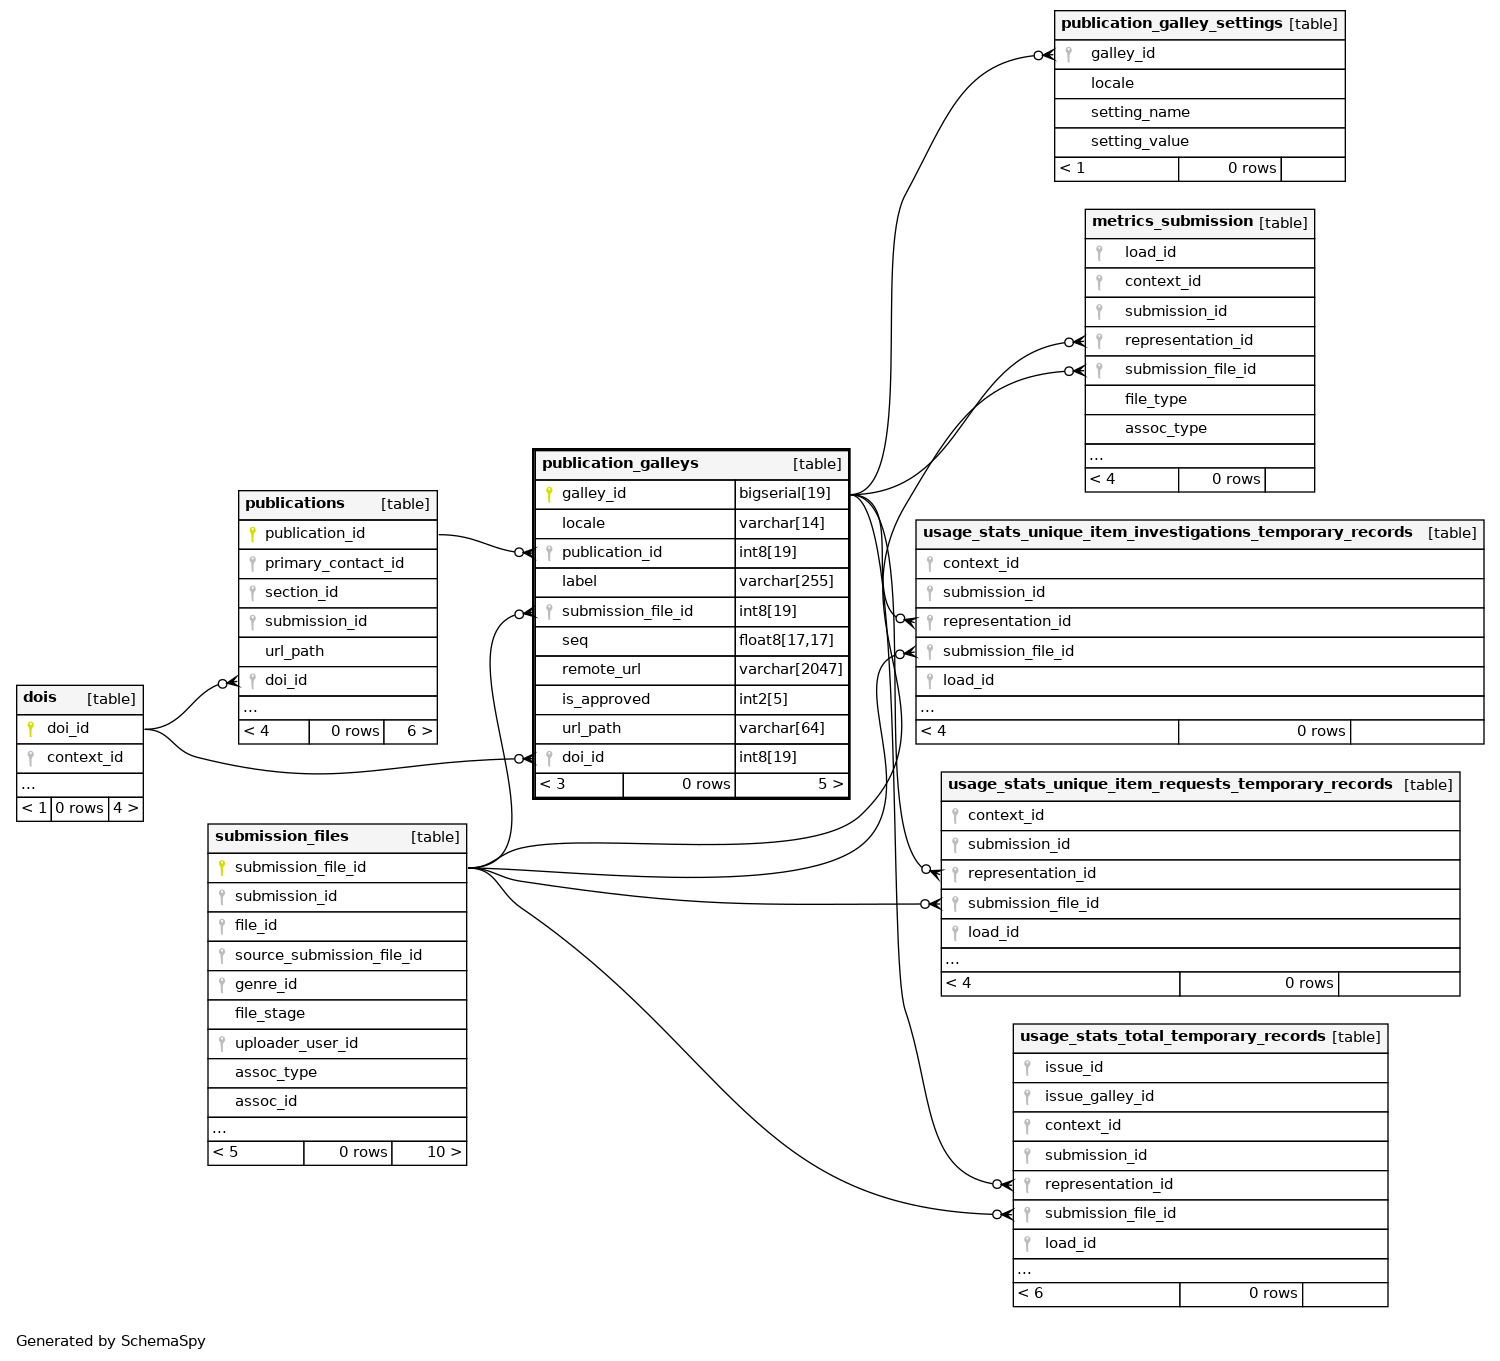 publication_galley_settings [table]
galley_id
locale
setting_name
setting_value
< 1 0 rows
metrics_submission [table]
load_id
context_id
submission_id
representation_id
submission_file_id
file_type
assoc_type
...
< 4 0 rows
publication_galleys [table]
galley_id bigserial[19]
locale varchar[14]
publication_id int8[19]
label varchar[255]
submission_file_id int8[19]
seq float8[17,17]
remote_url varchar[2047]
is_approved int2[5]
url_path varchar[64]
doi_id int8[19]
< 3 0 rows 5 >
publications [table]
publication_id
primary_contact_id
section_id
submission_id
url_path
doi_id
...
< 4 0 rows 6 >
usage_stats_unique_item_investigations_temporary_records [table]
context_id
submission_id
representation_id
submission_file_id
load_id
...
< 4 0 rows
dois [table]
doi_id
context_id
...
< 1 0 rows 4 >
usage_stats_unique_item_requests_temporary_records [table]
context_id
submission_id
representation_id
submission_file_id
load_id
...
< 4 0 rows
submission_files [table]
submission_file_id
submission_id
file_id
source_submission_file_id
genre_id
file_stage
uploader_user_id
assoc_type
assoc_id
...
< 5 0 rows 10 >
usage_stats_total_temporary_records [table]
issue_id
issue_galley_id
context_id
submission_id
representation_id
submission_file_id
load_id
...
< 6 0 rows
Generated by SchemaSpy